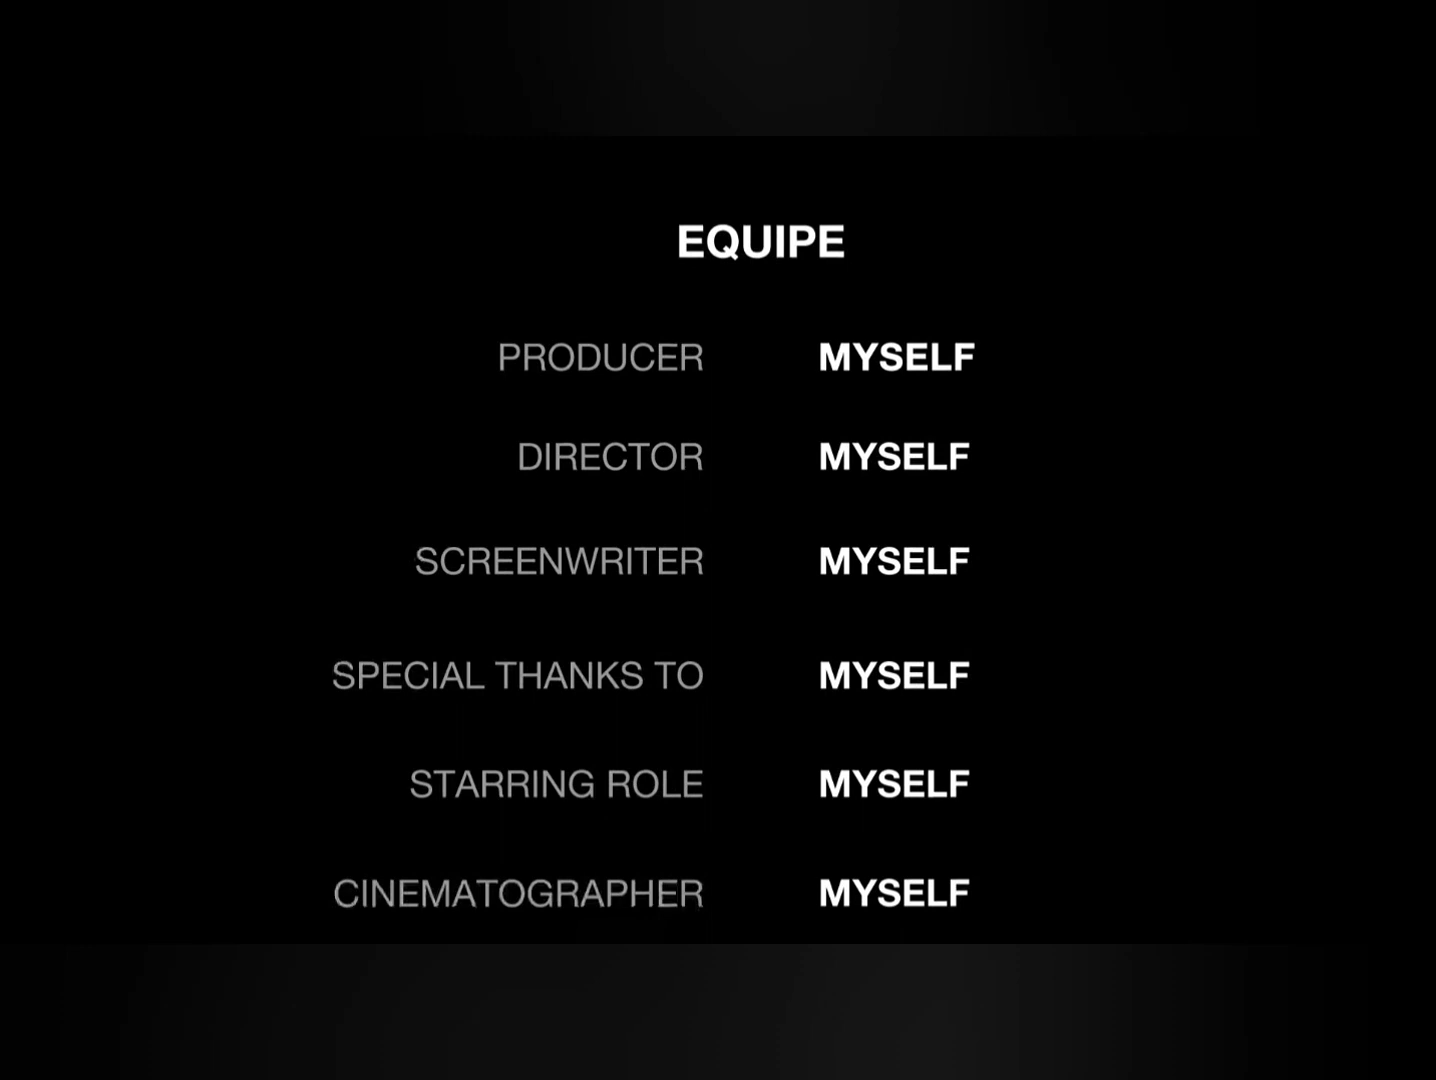 EQUIPE
PRODUCER MYSELF
DIRECTOR MYSELF
SCREENWRITER MYSELF
SPECIAL THANKS TO MYSELF
STARRING ROLE MYSELF
CINEMATOGRAPHER MYSELF